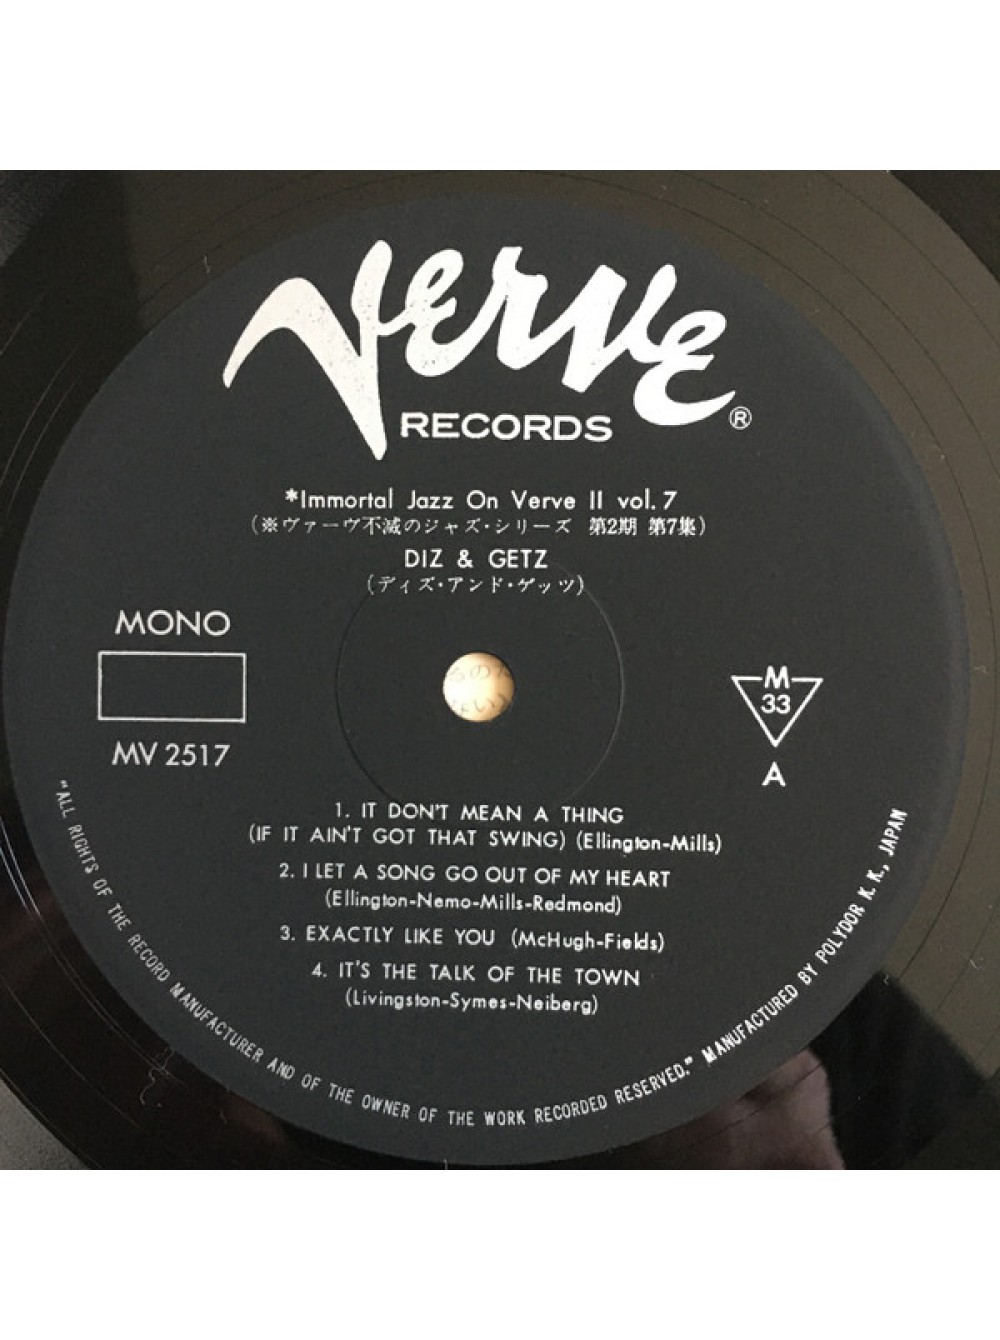 Verve
RECORDS ®
*Immortal Jazz On Verve II vol. 7
(※ヴァーヴ不滅のジャズ・シリーズ 第2期 第7集)
DIZ & GETZ
(ディズ・アンド・ゲッツ)
MONO
MV 2517
M
33
A
1. IT DON'T MEAN A THING
(IF IT AIN'T GOT THAT SWING) (Ellington-Mills)
2. I LET A SONG GO OUT OF MY HEART
(Ellington-Nemo-Mills-Redmond)
3. EXACTLY LIKE YOU (McHugh-Fields)
4. IT'S THE TALK OF THE TOWN
(Livingston-Symes-Neiberg)
"ALL RIGHTS OF THE RECORD MANUFACTURER AND OF THE OWNER OF THE WORK RECORDED RESERVED." MANUFACTURED BY POLYDOR K. K., JAPAN